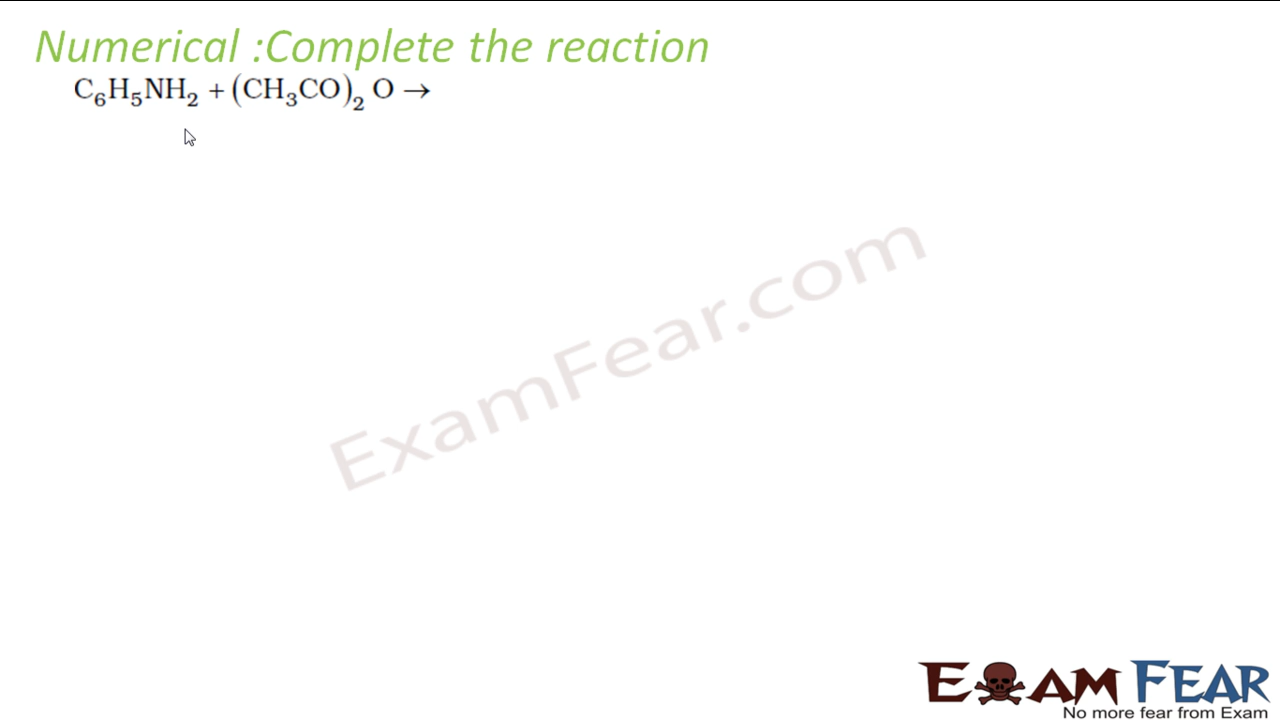 Numerical :Complete the reaction
C₆H₅NH₂ + (CH₃CO)₂ O →
ExamFear.com
EXAM FEAR
No more fear from Exam